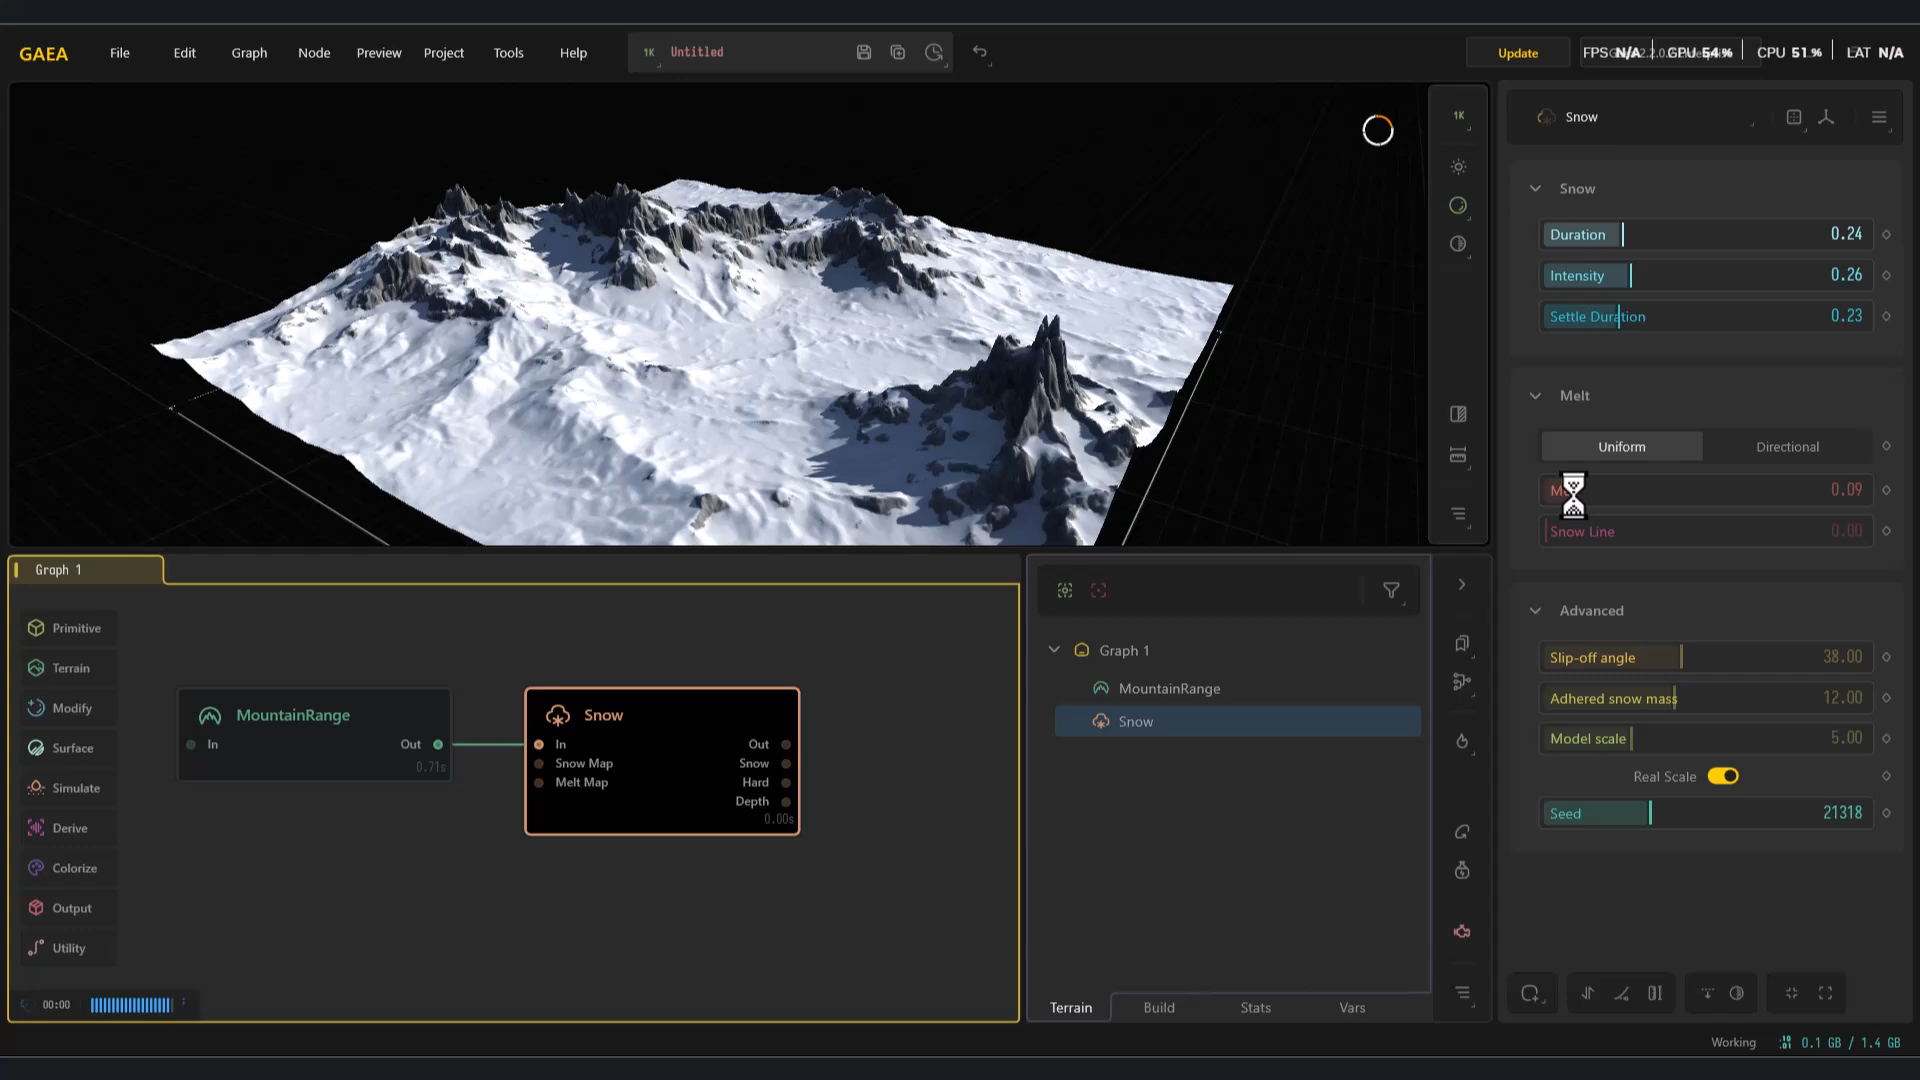 GAEA
File
Edit
Graph
Node
Preview
Project
Tools
Help
1K
Untitled
Update
FPS N/A
GPU 54 %
CPU 51 %
LAT N/A
1K
Snow
Snow
Duration 0.24
Intensity 0.26
Settle Duration 0.23
Melt
Uniform Directional
0.09
Snow Line 0.00
Advanced
Slip-off angle 38.00
Adhered snow mass 12.00
Model scale 5.00
Real Scale
Seed 21318
Graph 1
Primitive
Terrain
Modify
Surface
Simulate
Derive
Colorize
Output
Utility
MountainRange
In Out
0.71s
Snow
In Out
Snow Map Snow
Melt Map Hard
Depth
0.00s
00:00
Graph 1
MountainRange
Snow
Terrain
Build
Stats
Vars
Working
0.1 GB / 1.4 GB